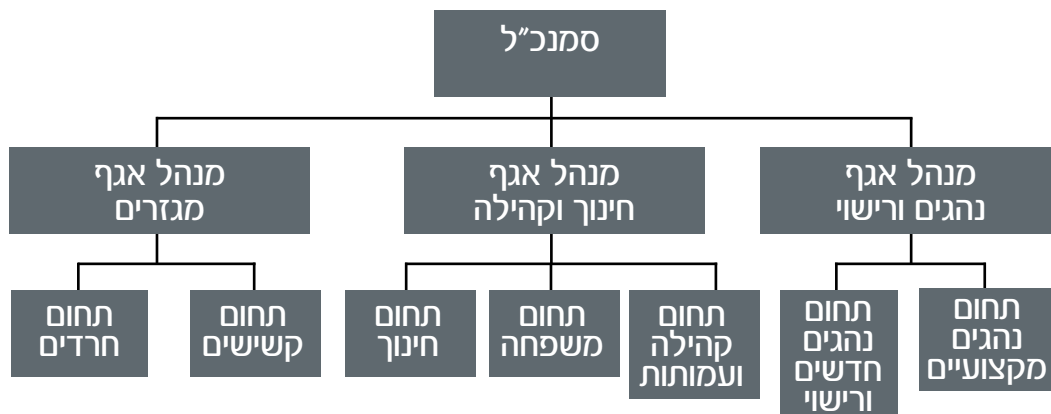 סמנכ״ל
מנהל אגף
נהגים ורישוי
מנהל אגף
חינוך וקהילה
מנהל אגף
מגזרים
תחום
נהגים
מקצועיים
תחום
נהגים
חדשים
ורישוי
תחום
קהילה
ועמותות
תחום
משפחה
תחום
חינוך
תחום
קשישים
תחום
חרדים